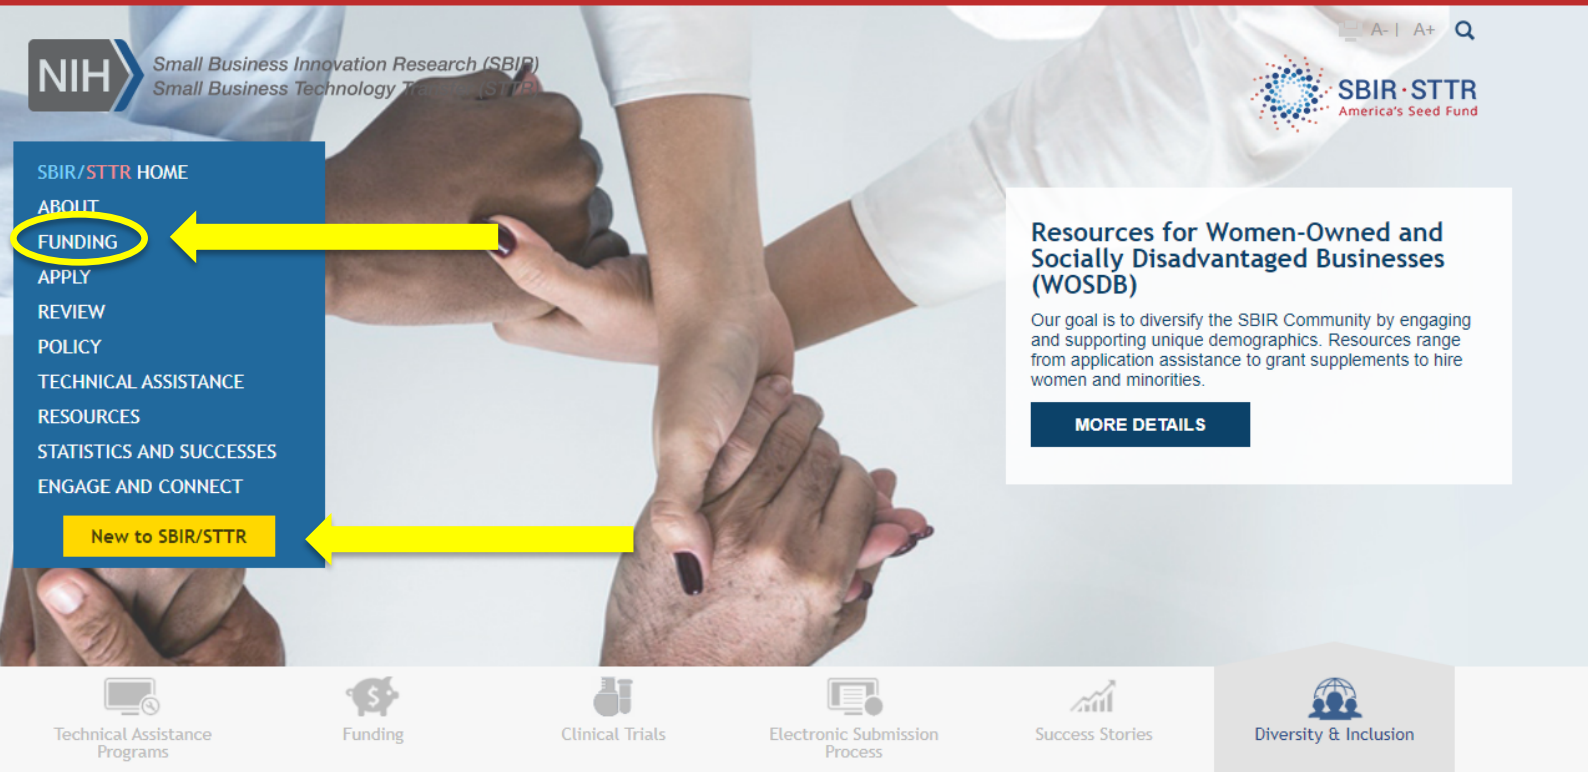 NIH
Small Business Innovation Research (SBIR)
Small Business Technology Transfer (STTR)
A- | A+
SBIR·STTR
America's Seed Fund
SBIR/STTR HOME
ABOUT
FUNDING
APPLY
REVIEW
POLICY
TECHNICAL ASSISTANCE
RESOURCES
STATISTICS AND SUCCESSES
ENGAGE AND CONNECT
New to SBIR/STTR
Resources for Women-Owned and
Socially Disadvantaged Businesses
(WOSDB)
Our goal is to diversify the SBIR Community by engaging
and supporting unique demographics. Resources range
from application assistance to grant supplements to hire
women and minorities.
MORE DETAILS
Technical Assistance
Programs
Funding
Clinical Trials
Electronic Submission
Process
Success Stories
Diversity & Inclusion